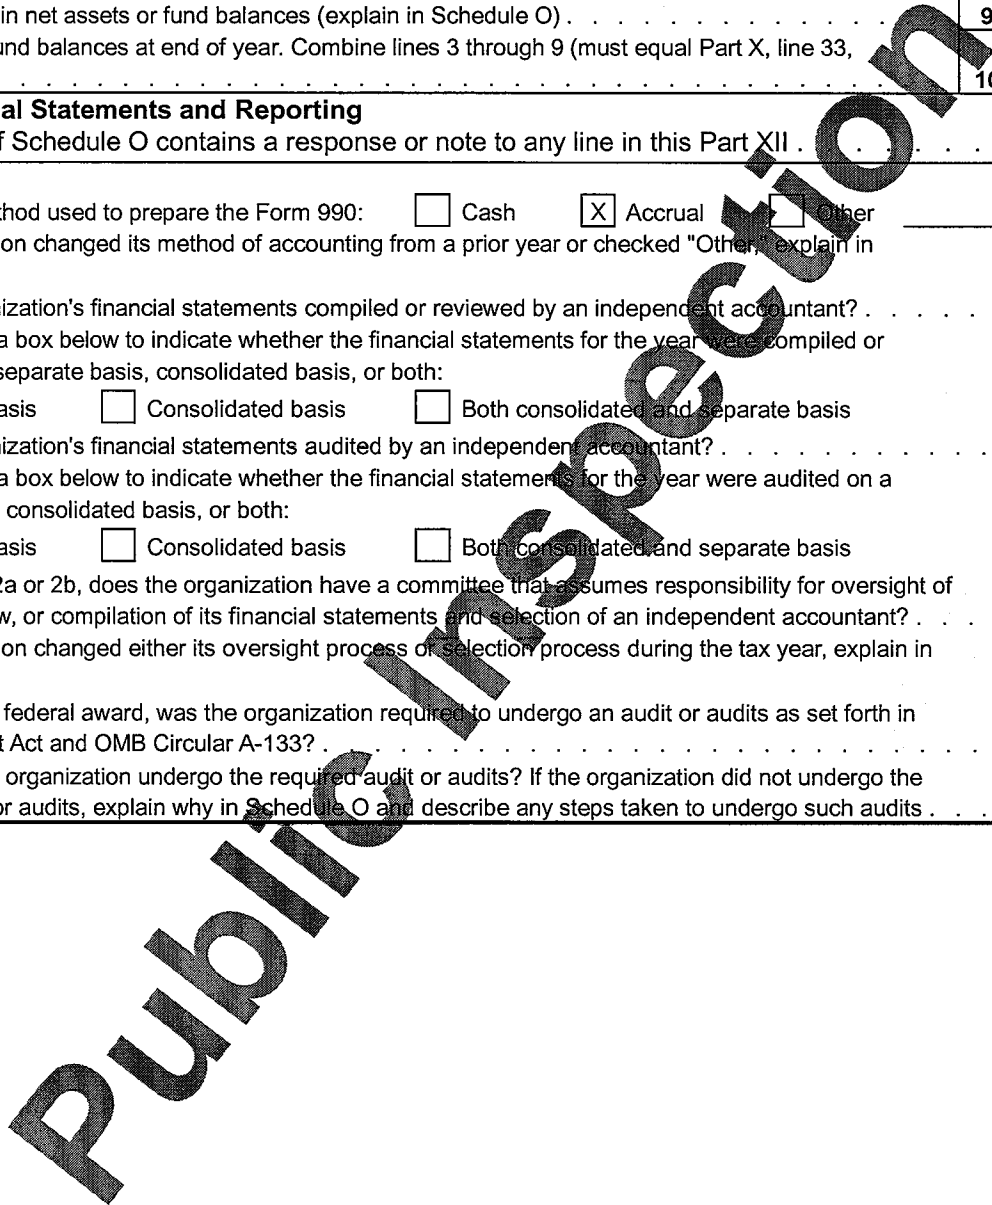 in net assets or fund balances (explain in Schedule O) . . . . . . . . . . . . . . . 9
und balances at end of year. Combine lines 3 through 9 (must equal Part X, line 33,
. . . . . . . . . . . . . . . . . . . . . . . . . . . . . . . . 10
al Statements and Reporting
f Schedule O contains a response or note to any line in this Part XII . . . . . . . .
thod used to prepare the Form 990: Cash X Accrual Other
on changed its method of accounting from a prior year or checked "Other," explain in
ization's financial statements compiled or reviewed by an independent accountant? . . . . .
a box below to indicate whether the financial statements for the year were compiled or
separate basis, consolidated basis, or both:
asis Consolidated basis Both consolidated and separate basis
ization's financial statements audited by an independent accountant? . . . . . . . . . . .
a box below to indicate whether the financial statements for the year were audited on a
consolidated basis, or both:
asis Consolidated basis Both consolidated and separate basis
2a or 2b, does the organization have a committee that assumes responsibility for oversight of
w, or compilation of its financial statements and selection of an independent accountant? . . .
on changed either its oversight process or selection process during the tax year, explain in
federal award, was the organization required to undergo an audit or audits as set forth in
t Act and OMB Circular A-133? . . . . . . . . . . . . . . . . . . . . . . . . . .
organization undergo the required audit or audits? If the organization did not undergo the
or audits, explain why in Schedule O and describe any steps taken to undergo such audits . . .
Public Inspection